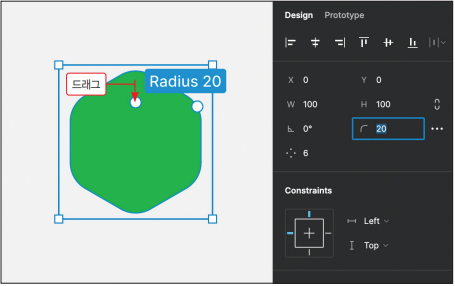 Design Prototype
드래그
Radius 20
X 0 Y 0
W 100 H 100
0° 20
6
Constraints
Left
Top